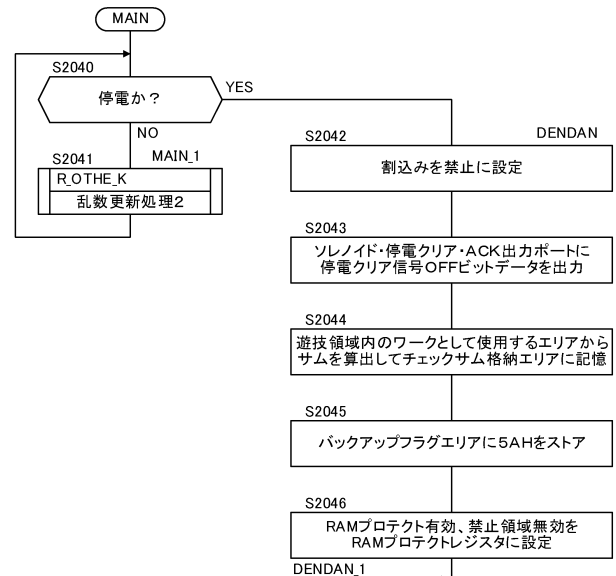 MAIN
S2040
停電か？
YES
NO
S2041 MAIN_1
R_OTHE_K
乱数更新処理２
S2042 DENDAN
割込みを禁止に設定
S2043
ソレノイド・停電クリア・ACK出力ポートに
停電クリア信号OFFビットデータを出力
S2044
遊技領域内のワークとして使用するエリアから
サムを算出してチェックサム格納エリアに記憶
S2045
バックアップフラグエリアに５AHをストア
S2046
RAMプロテクト有効、禁止領域無効を
RAMプロテクトレジスタに設定
DENDAN_1